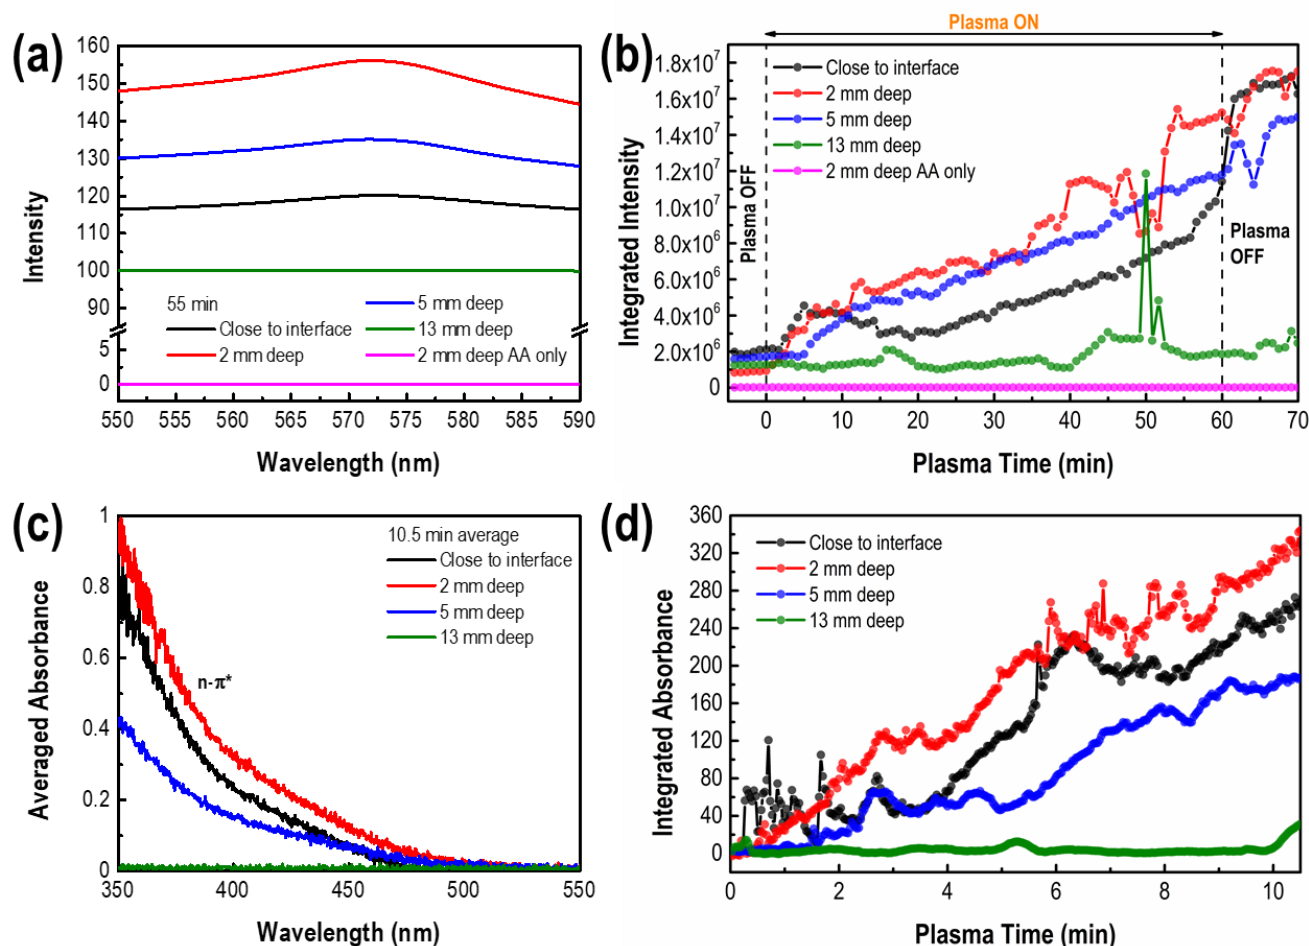 (a)
160
150
140
130
120
110
100
90
5
0
Intensity
55 min
Close to interface
2 mm deep
5 mm deep
13 mm deep
2 mm deep AA only
550 555 560 565 570 575 580 585 590
Wavelength (nm)
(b)
Plasma ON
1.8x10⁷
1.6x10⁷
1.4x10⁷
1.2x10⁷
1.0x10⁷
8.0x10⁶
6.0x10⁶
4.0x10⁶
2.0x10⁶
0
Integrated Intensity
Close to interface
2 mm deep
5 mm deep
13 mm deep
2 mm deep AA only
Plasma OFF
Plasma
OFF
0 10 20 30 40 50 60 70
Plasma Time (min)
(c)
1
0.8
0.6
0.4
0.2
0
Averaged Absorbance
10.5 min average
Close to interface
2 mm deep
5 mm deep
13 mm deep
n-π*
350 400 450 500 550
Wavelength (nm)
(d)
360
320
280
240
200
160
120
80
40
0
Integrated Absorbance
Close to interface
2 mm deep
5 mm deep
13 mm deep
0 2 4 6 8 10
Plasma Time (min)